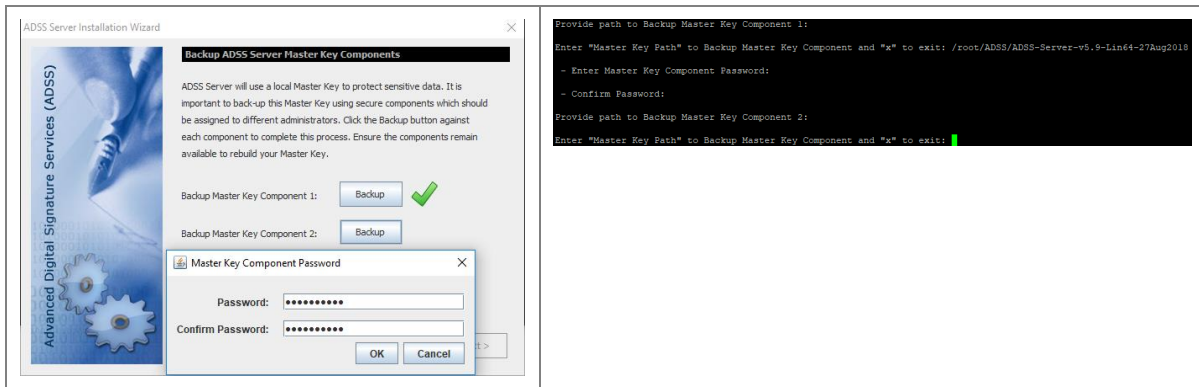 ADSS Server Installation Wizard
Advanced Digital Signature Services (ADSS)
Backup ADSS Server Master Key Components
ADSS Server will use a local Master Key to protect sensitive data. It is
important to back-up this Master Key using secure components which should
be assigned to different administrators. Click the Backup button against
each component to complete this process. Ensure the components remain
available to rebuild your Master Key.
Backup Master Key Component 1: Backup
Backup Master Key Component 2: Backup
Master Key Component Password
Password: ••••••••••
Confirm Password: ••••••••••
OK Cancel
Provide path to Backup Master Key Component 1:
Enter "Master Key Path" to Backup Master Key Component and "x" to exit: /root/ADSS/ADSS-Server-v5.9-Lin64-27Aug2018
- Enter Master Key Component Password:
- Confirm Password:
Provide path to Backup Master Key Component 2:
Enter "Master Key Path" to Backup Master Key Component and "x" to exit: